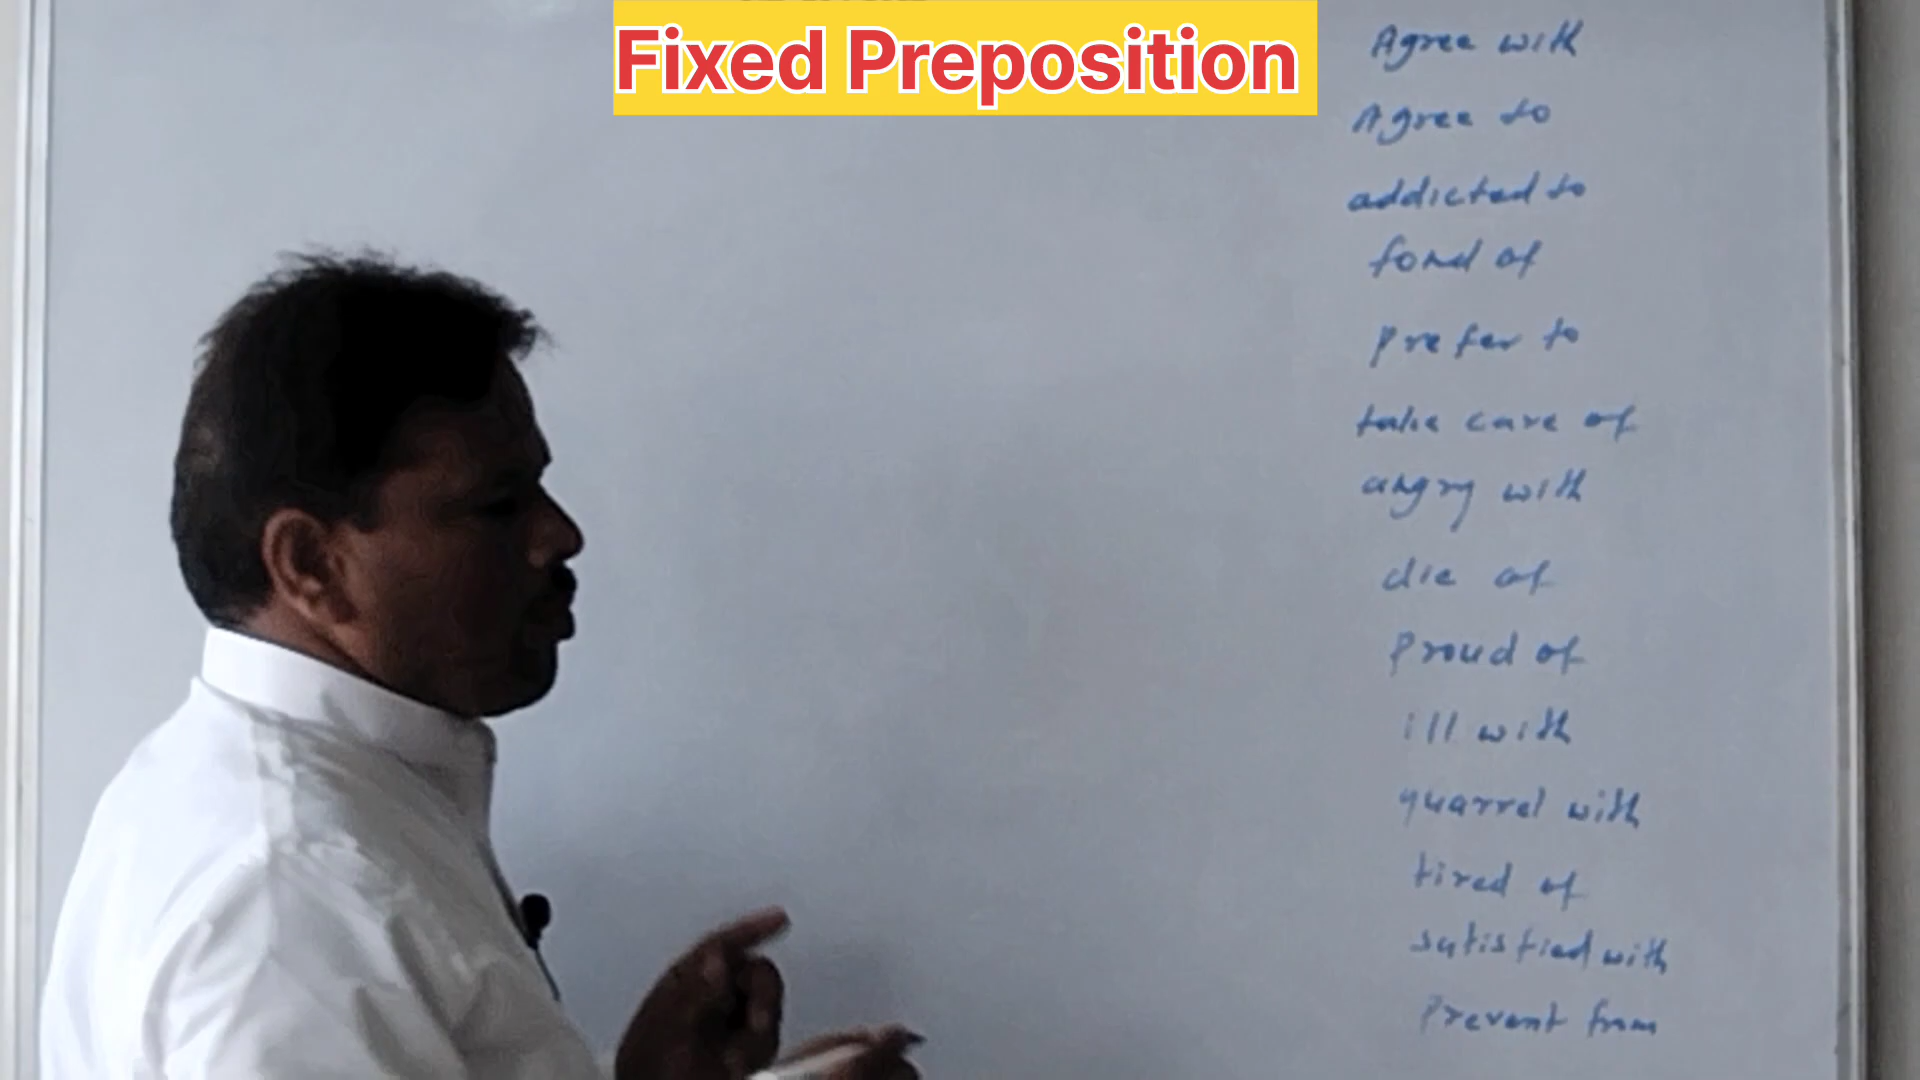 Fixed Preposition
Agree with
Agree to
addicted to
fond of
Prefer to
take care of
angry with
die of
Proud of
ill with
quarrel with
tired of
satisfied with
Prevent from